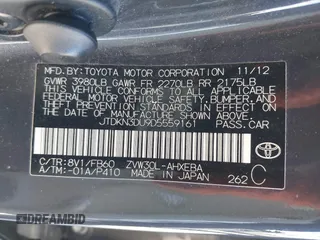 MFD. BY: TOYOTA MOTOR CORPORATION 11/12
GVWR 3980LB GAWR FR 2270LB RR 2175LB
THIS VEHICLE CONFORMS TO ALL APPLICABLE
FEDERAL MOTOR VEHICLE SAFETY, BUMPER, AND
THEFT PREVENTION STANDARDS IN EFFECT ON
THE DATE OF MANUFACTURE SHOWN ABOVE.
JTDKN3DU9D5559161 PASS.CAR
C/TR:8V1/FB60 ZVW30L-AHXEBA
A/TM:-01A/P410 MADE IN JAPAN 262 C
TOYOTA